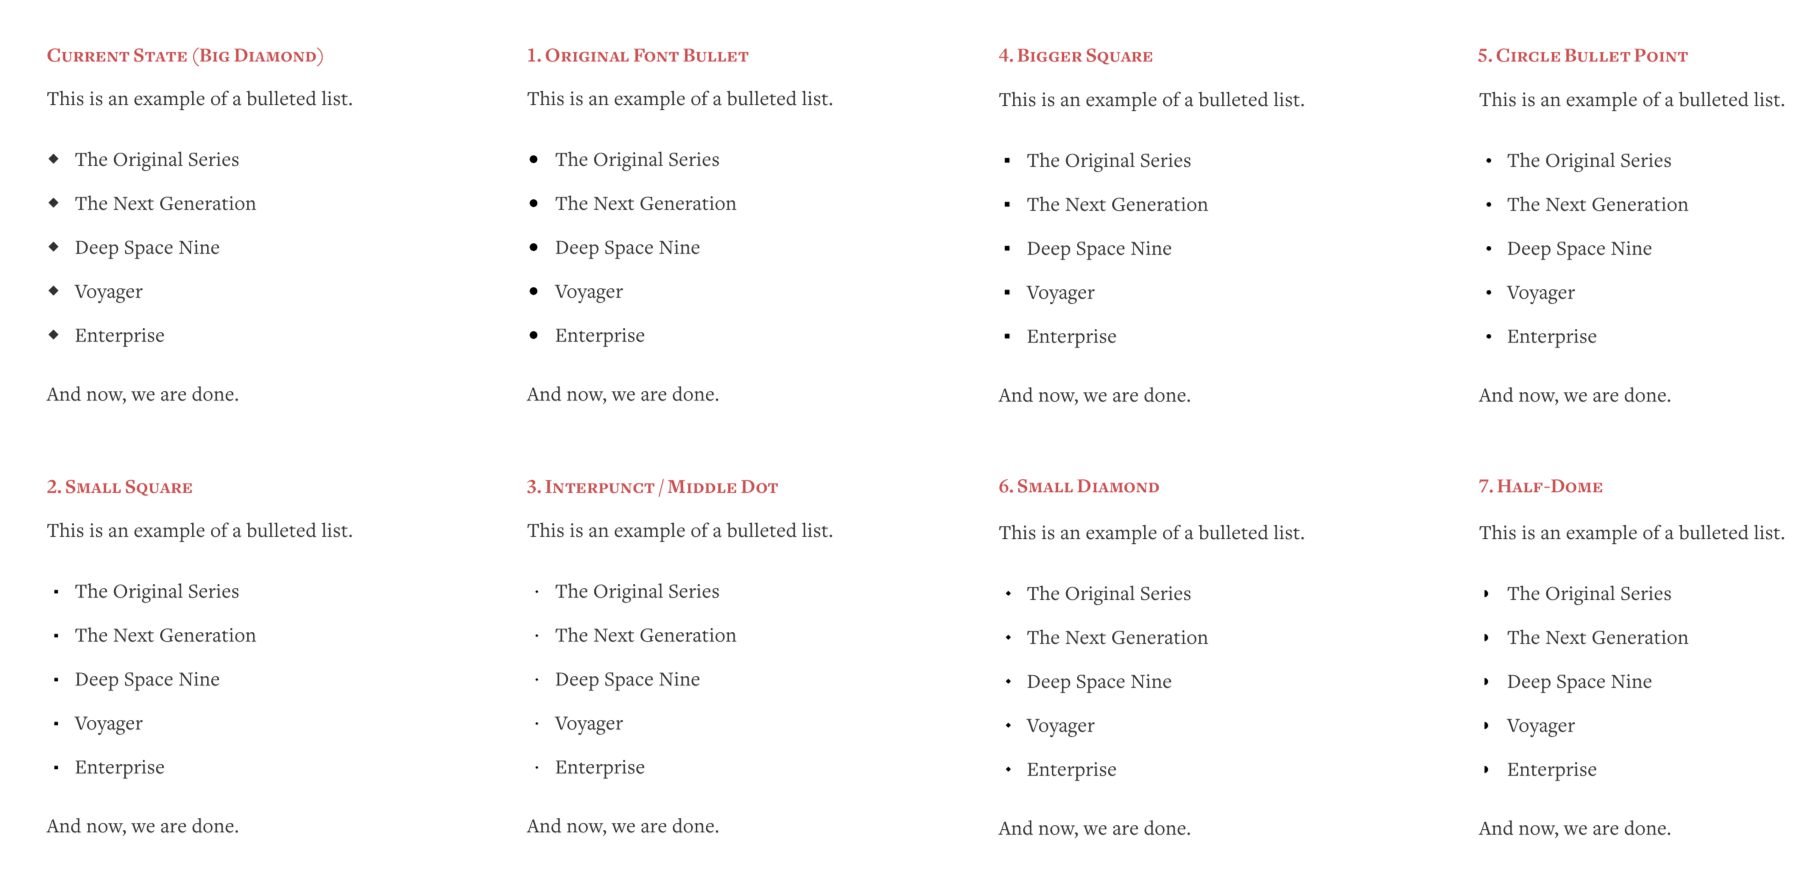 Current State (Big Diamond)
This is an example of a bulleted list.
◆ The Original Series
◆ The Next Generation
◆ Deep Space Nine
◆ Voyager
◆ Enterprise
And now, we are done.
1. Original Font Bullet
This is an example of a bulleted list.
● The Original Series
● The Next Generation
● Deep Space Nine
● Voyager
● Enterprise
And now, we are done.
4. Bigger Square
This is an example of a bulleted list.
▪ The Original Series
▪ The Next Generation
▪ Deep Space Nine
▪ Voyager
▪ Enterprise
And now, we are done.
5. Circle Bullet Point
This is an example of a bulleted list.
• The Original Series
• The Next Generation
• Deep Space Nine
• Voyager
• Enterprise
And now, we are done.
2. Small Square
This is an example of a bulleted list.
▪ The Original Series
▪ The Next Generation
▪ Deep Space Nine
▪ Voyager
▪ Enterprise
And now, we are done.
3. Interpunct / Middle Dot
This is an example of a bulleted list.
· The Original Series
· The Next Generation
· Deep Space Nine
· Voyager
· Enterprise
And now, we are done.
6. Small Diamond
This is an example of a bulleted list.
⬩ The Original Series
⬩ The Next Generation
⬩ Deep Space Nine
⬩ Voyager
⬩ Enterprise
And now, we are done.
7. Half-Dome
This is an example of a bulleted list.
◗ The Original Series
◗ The Next Generation
◗ Deep Space Nine
◗ Voyager
◗ Enterprise
And now, we are done.